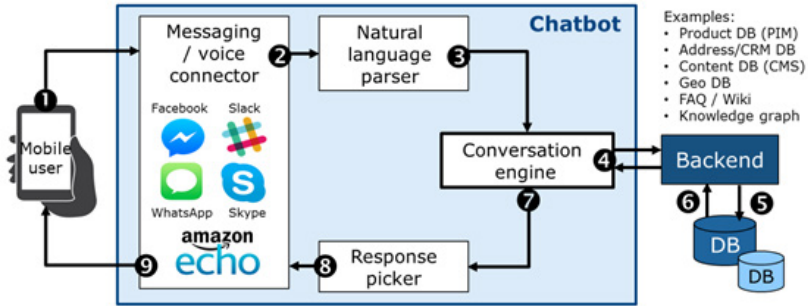 Chatbot
Messaging
/ voice
connector
Facebook
Slack
WhatsApp
Skype
S
amazon
echo
Natural
language
parser
Conversation
engine
Response
picker
Mobile
user
Examples:
• Product DB (PIM)
• Address/CRM DB
• Content DB (CMS)
• Geo DB
• FAQ / Wiki
• Knowledge graph
Backend
DB
DB
1
2
3
4
5
6
7
8
9